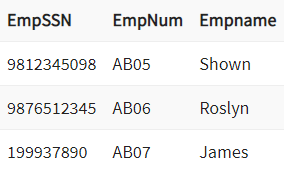 EmpSSN EmpNum Empname
9812345098 AB05 Shown
9876512345 AB06 Roslyn
199937890 AB07 James